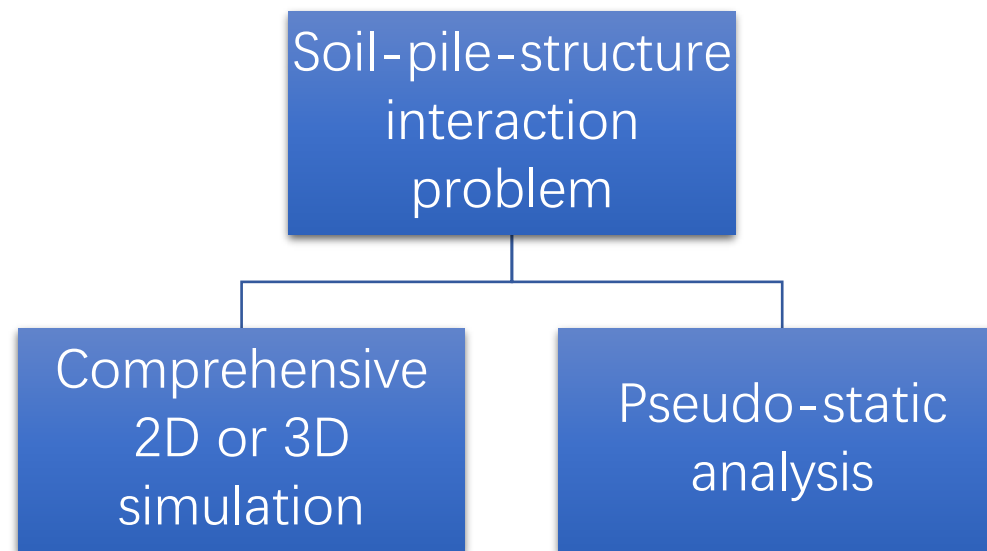 Soil-pile-structure
interaction
problem
Comprehensive
2D or 3D
simulation
Pseudo-static
analysis